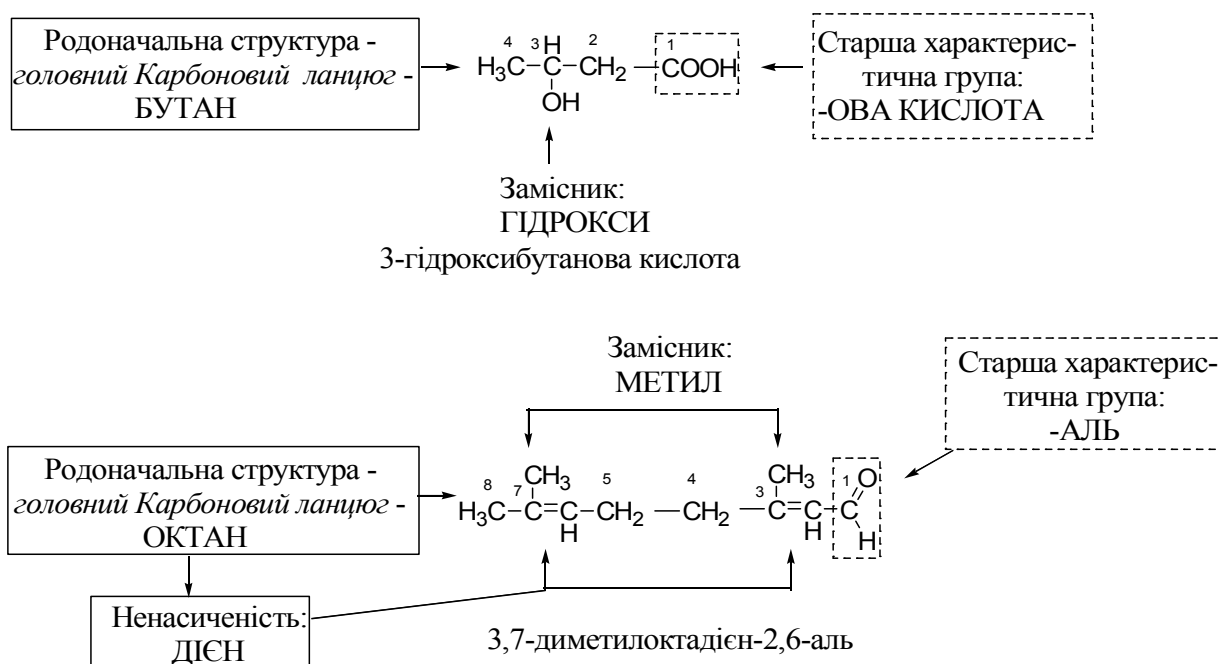 Родоначальна структура -
головний Карбоновий ланцюг -
БУТАН
4 3 H 2 1
H3C-C-CH2-COOH
OH
Старша характерис-
тична група:
-ОВА КИСЛОТА
Замісник:
ГІДРОКСИ
3-гідроксибутанова кислота
Замісник:
МЕТИЛ
Старша характерис-
тична група:
-АЛЬ
Родоначальна структура -
головний Карбоновий ланцюг -
ОКТАН
CH3 CH3
8 7 5 4 3 1 O
H3C-C=C-CH2-CH2-C=C-C
H H H
Ненасиченість:
ДІЄН
3,7-диметилоктадієн-2,6-аль